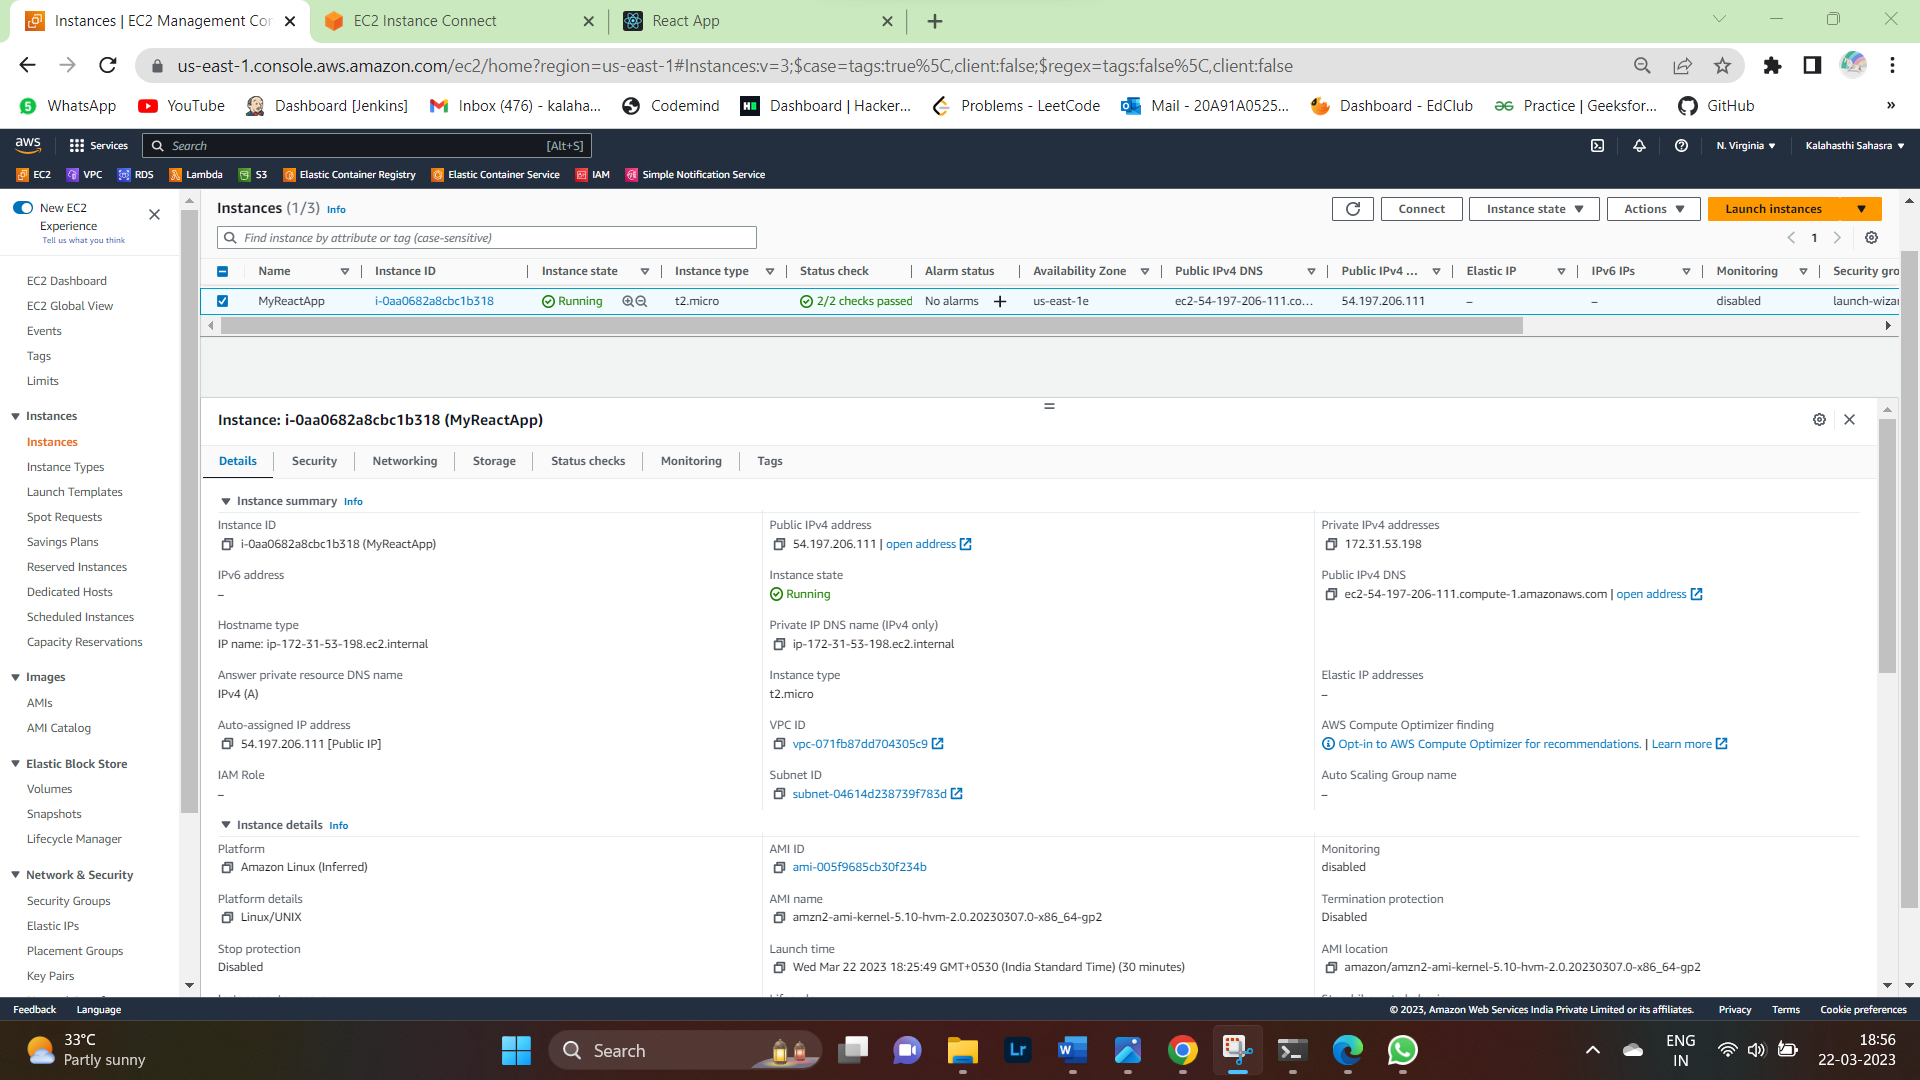 Instances | EC2 Management Con
EC2 Instance Connect
React App
us-east-1.console.aws.amazon.com/ec2/home?region=us-east-1#Instances:v=3;$case=tags:true%5C,client:false;$regex=tags:false%5C,client:false
WhatsApp
YouTube
Dashboard [Jenkins]
Inbox (476) - kalaha...
Codemind
Dashboard | Hacker...
Problems - LeetCode
Mail - 20A91A0525...
Dashboard - EdClub
Practice | Geeksfor...
GitHub
»
aws
Services
Search
[Alt+S]
N. Virginia
Kalahasthi Sahasra
EC2
VPC
RDS
Lambda
S3
Elastic Container Registry
Elastic Container Service
IAM
Simple Notification Service
New EC2
Experience
Tell us what you think
EC2 Dashboard
EC2 Global View
Events
Tags
Limits
Instances
Instances
Instance Types
Launch Templates
Spot Requests
Savings Plans
Reserved Instances
Dedicated Hosts
Scheduled Instances
Capacity Reservations
Images
AMIs
AMI Catalog
Elastic Block Store
Volumes
Snapshots
Lifecycle Manager
Network & Security
Security Groups
Elastic IPs
Placement Groups
Key Pairs
Instances (1/3) Info
Connect
Instance state
Actions
Launch instances
Find instance by attribute or tag (case-sensitive)
1
Name
Instance ID
Instance state
Instance type
Status check
Alarm status
Availability Zone
Public IPv4 DNS
Public IPv4 ...
Elastic IP
IPv6 IPs
Monitoring
Security gro
MyReactApp
i-0aa0682a8cbc1b318
Running
t2.micro
2/2 checks passed
No alarms
us-east-1e
ec2-54-197-206-111.co...
54.197.206.111
–
–
disabled
launch-wizar
Instance: i-0aa0682a8cbc1b318 (MyReactApp)
Details
Security
Networking
Storage
Status checks
Monitoring
Tags
Instance summary Info
Instance ID
i-0aa0682a8cbc1b318 (MyReactApp)
Public IPv4 address
54.197.206.111 | open address
Private IPv4 addresses
172.31.53.198
IPv6 address
–
Instance state
Running
Public IPv4 DNS
ec2-54-197-206-111.compute-1.amazonaws.com | open address
Hostname type
IP name: ip-172-31-53-198.ec2.internal
Private IP DNS name (IPv4 only)
ip-172-31-53-198.ec2.internal
Answer private resource DNS name
IPv4 (A)
Instance type
t2.micro
Elastic IP addresses
–
Auto-assigned IP address
54.197.206.111 [Public IP]
VPC ID
vpc-071fb87dd704305c9
AWS Compute Optimizer finding
Opt-in to AWS Compute Optimizer for recommendations. | Learn more
IAM Role
–
Subnet ID
subnet-04614d238739f783d
Auto Scaling Group name
–
Instance details Info
Platform
Amazon Linux (Inferred)
AMI ID
ami-005f9685cb30f234b
Monitoring
disabled
Platform details
Linux/UNIX
AMI name
amzn2-ami-kernel-5.10-hvm-2.0.20230307.0-x86_64-gp2
Termination protection
Disabled
Stop protection
Disabled
Launch time
Wed Mar 22 2023 18:25:49 GMT+0530 (India Standard Time) (30 minutes)
AMI location
amazon/amzn2-ami-kernel-5.10-hvm-2.0.20230307.0-x86_64-gp2
Feedback
Language
© 2023, Amazon Web Services India Private Limited or its affiliates.
Privacy
Terms
Cookie preferences
33°C
Partly sunny
Search
Lr
ENG
IN
18:56
22-03-2023